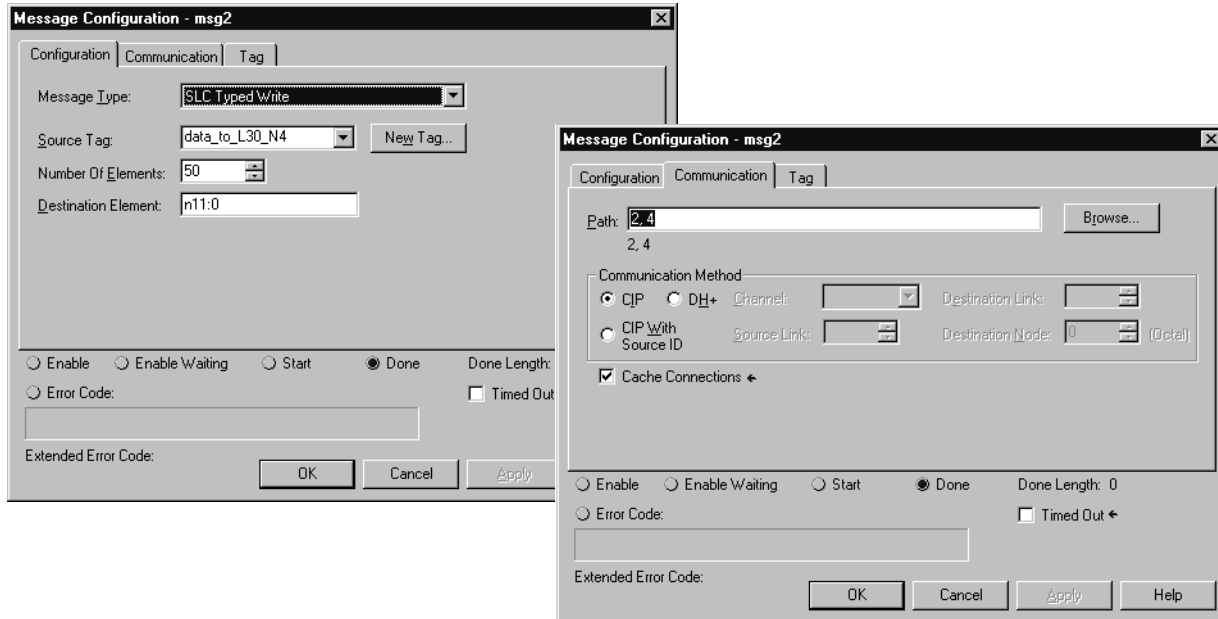 Message Configuration - msg2
Configuration Communication Tag
Message Type: SLC Typed Write
Source Tag: data_to_L30_N4 New Tag...
Number Of Elements: 50
Destination Element: n11:0
Enable Enable Waiting Start Done Done Length:
Error Code: Timed Out
Extended Error Code:
OK Cancel Apply
Message Configuration - msg2
Configuration Communication Tag
Path: 2, 4 Browse...
2, 4
Communication Method
CIP DH+ Channel: Destination Link:
CIP With
Source ID Source Link: Destination Node: 0 (Octal)
Cache Connections ←
Enable Enable Waiting Start Done Done Length: 0
Error Code: Timed Out ←
Extended Error Code:
OK Cancel Apply Help